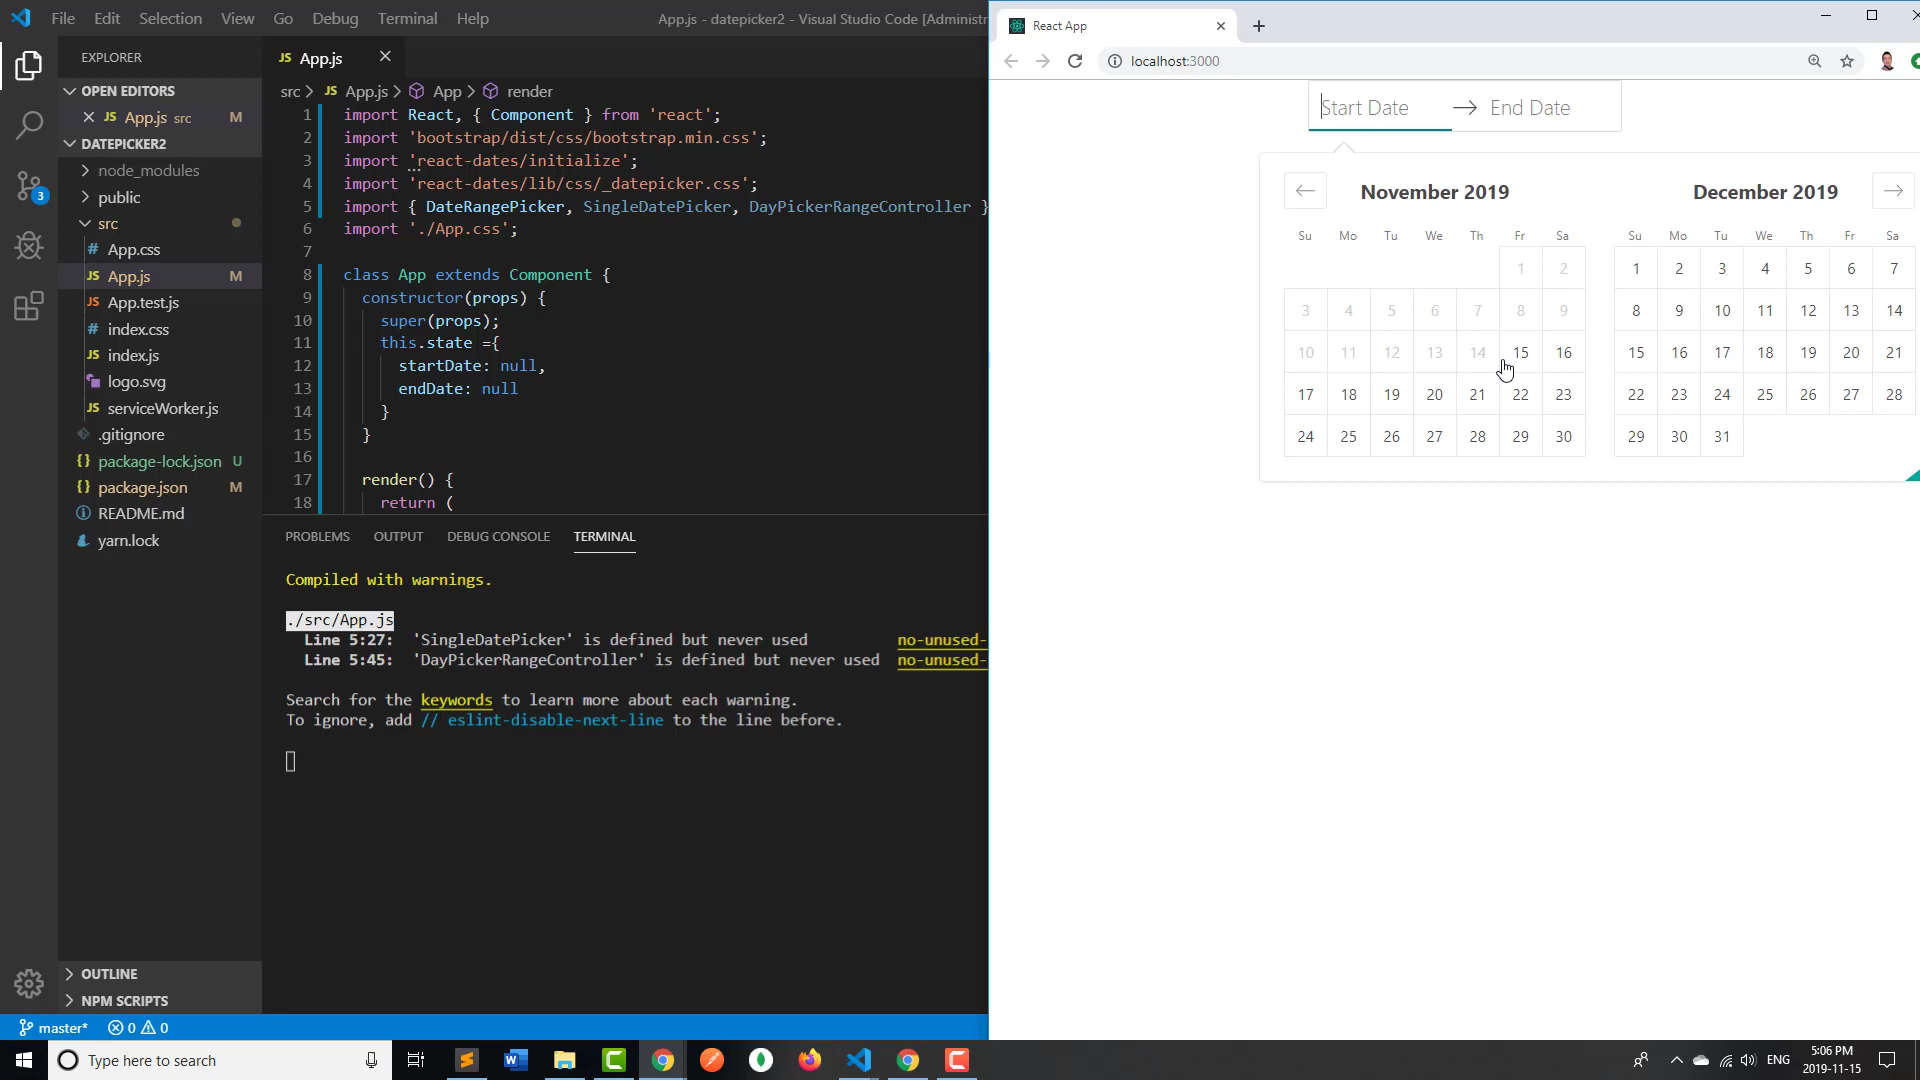 File Edit Selection View Go Debug Terminal Help
App.js - datepicker2 - Visual Studio Code [Administr
EXPLORER
OPEN EDITORS
JS App.js src M
DATEPICKER2
node_modules
public
src
# App.css
JS App.js M
JS App.test.js
# index.css
JS index.js
logo.svg
JS serviceWorker.js
.gitignore
{} package-lock.json U
{} package.json M
README.md
yarn.lock
OUTLINE
NPM SCRIPTS
3
JS App.js
src > JS App.js > App > render
1 import React, { Component } from 'react';
2 import 'bootstrap/dist/css/bootstrap.min.css';
3 import 'react-dates/initialize';
4 import 'react-dates/lib/css/_datepicker.css';
5 import { DateRangePicker, SingleDatePicker, DayPickerRangeController }
6 import './App.css';
7
8 class App extends Component {
9 constructor(props) {
10 super(props);
11 this.state ={
12 startDate: null,
13 endDate: null
14 }
15 }
16
17 render() {
18 return (
PROBLEMS OUTPUT DEBUG CONSOLE TERMINAL
Compiled with warnings.
./src/App.js
Line 5:27: 'SingleDatePicker' is defined but never used no-unused-
Line 5:45: 'DayPickerRangeController' is defined but never used no-unused-
Search for the keywords to learn more about each warning.
To ignore, add // eslint-disable-next-line to the line before.
master* 0 0
React App
localhost:3000
Start Date → End Date
November 2019
Su Mo Tu We Th Fr Sa
1 2
3 4 5 6 7 8 9
10 11 12 13 14 15 16
17 18 19 20 21 22 23
24 25 26 27 28 29 30
December 2019
Su Mo Tu We Th Fr Sa
1 2 3 4 5 6 7
8 9 10 11 12 13 14
15 16 17 18 19 20 21
22 23 24 25 26 27 28
29 30 31
Type here to search
ENG
5:06 PM
2019-11-15